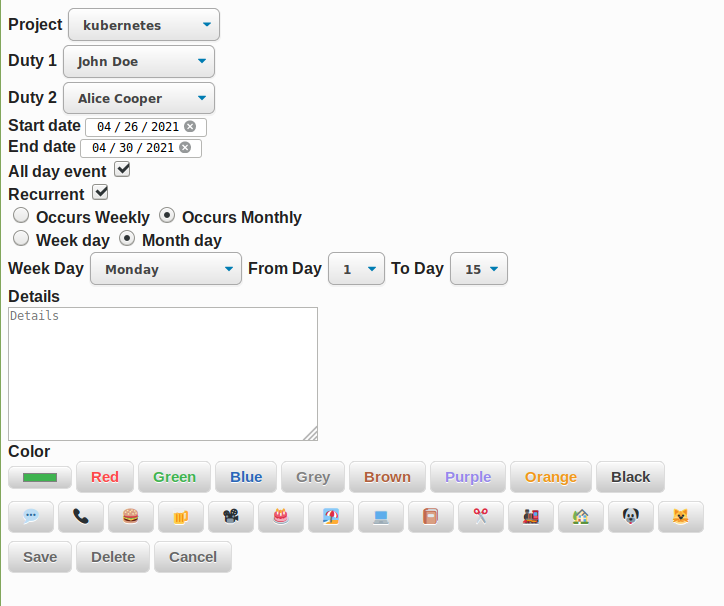 Project kubernetes
Duty 1 John Doe
Duty 2 Alice Cooper
Start date 04 / 26 / 2021
End date 04 / 30 / 2021
All day event
Recurrent
Occurs Weekly Occurs Monthly
Week day Month day
Week Day Monday From Day 1 To Day 15
Details
Details
Color
Red Green Blue Grey Brown Purple Orange Black
Save Delete Cancel